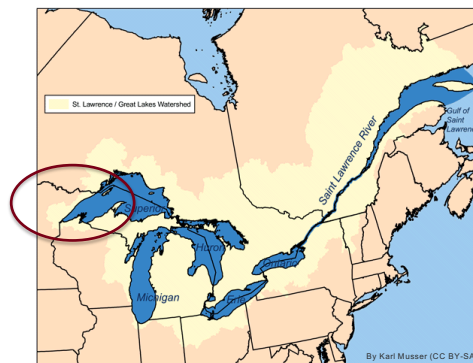 St. Lawrence / Great Lakes Watershed
Gulf of
Saint
Lawrenc
Saint Lawrence River
Superior
Huron
Ontario
Michigan
Erie
By Karl Musser (CC BY-SA